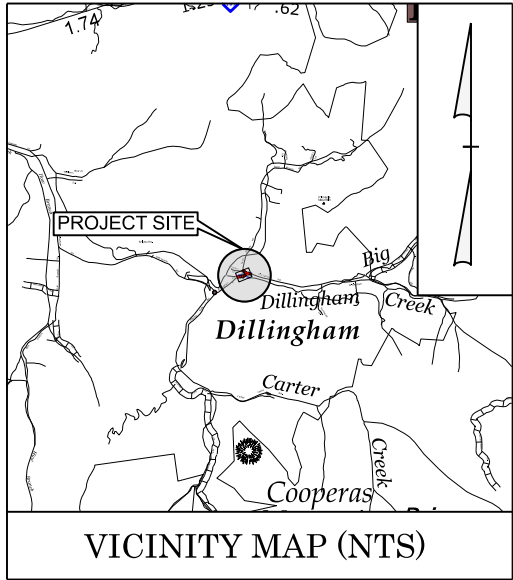 1.74
.62
PROJECT SITE
Big
Dillingham
Creek
Dillingham
Carter
Creek
Cooperas
VICINITY MAP (NTS)